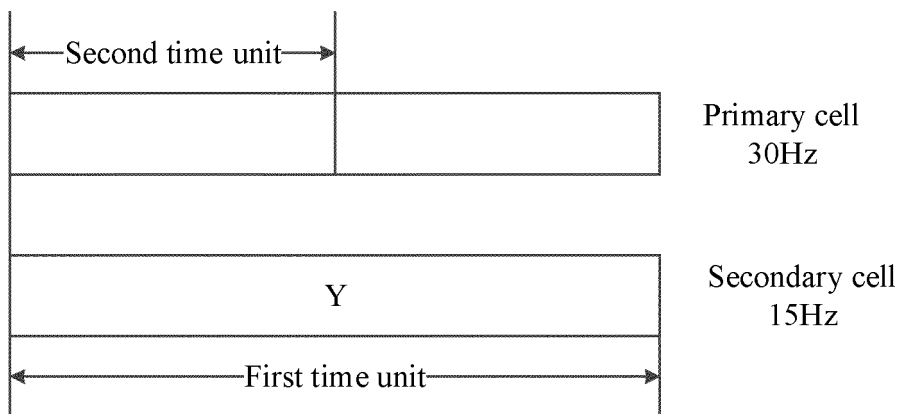 Second time unit
Primary cell
30Hz
Secondary cell
15Hz
Y
First time unit